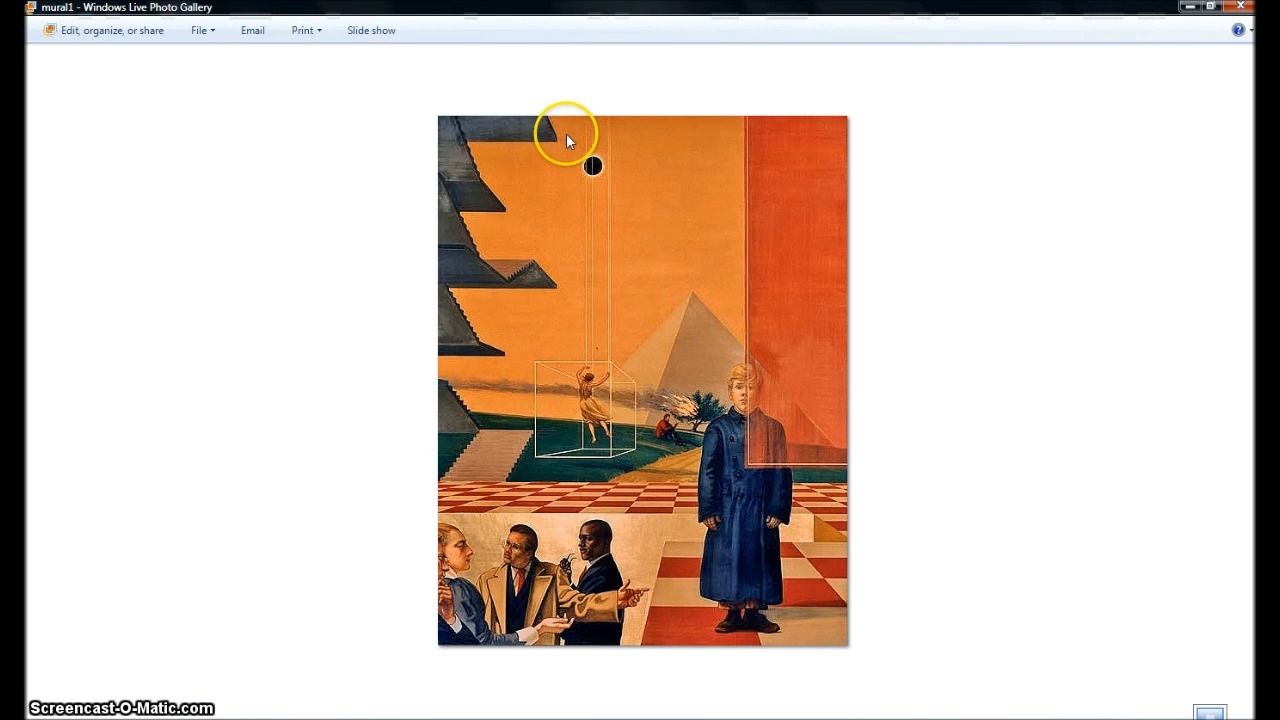 mural1 - Windows Live Photo Gallery
Edit, organize, or share File Email Print Slide show
Screencast-O-Matic.com